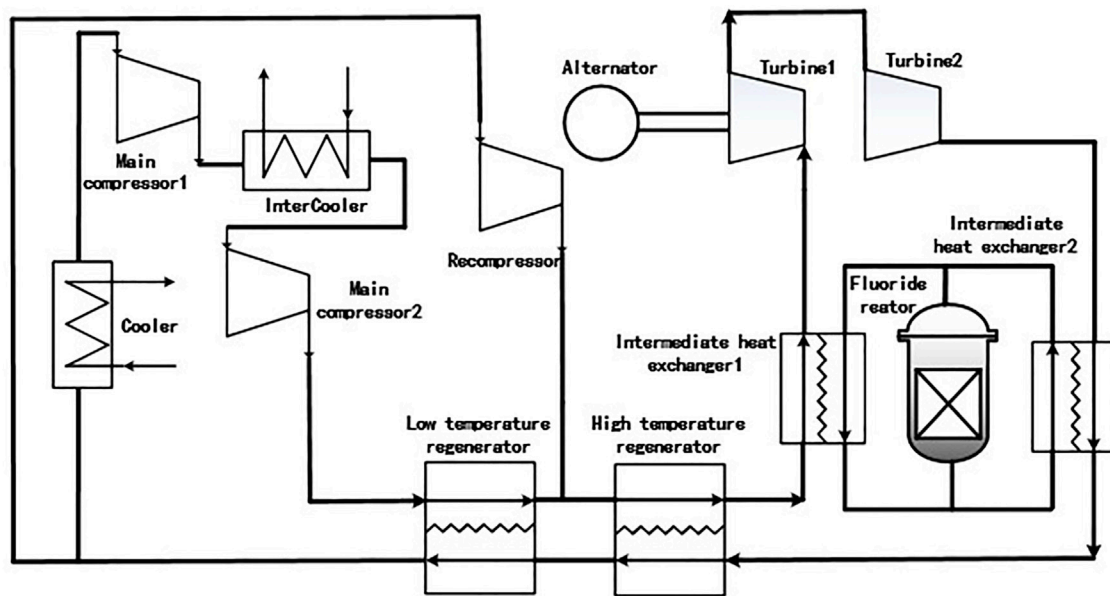 Alternator
Turbine1
Turbine2
Main
compressor1
InterCooler
Recompressor
Intermediate
heat exchanger2
Main
compressor2
Fluoride
reator
Cooler
Intermediate heat
exchanger1
Low temperature
regenerator
High temperature
regenerator